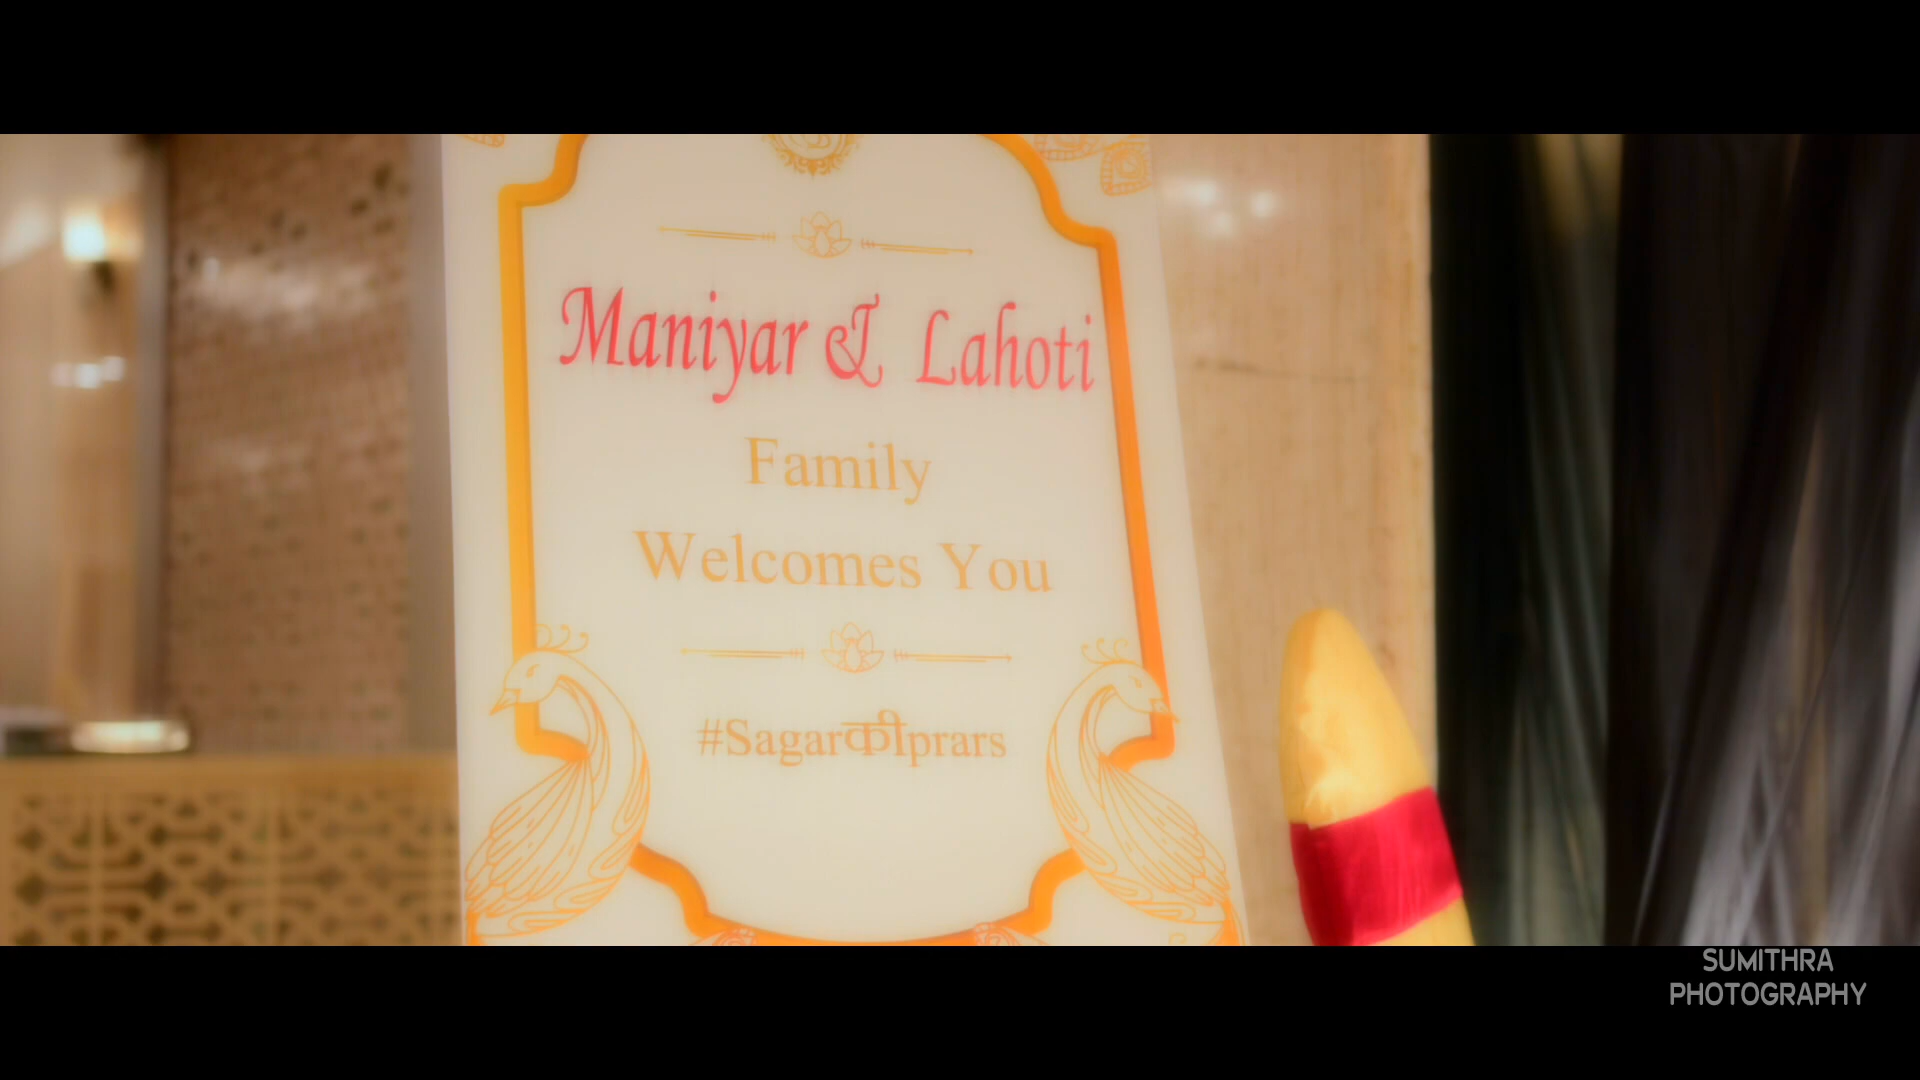 Maniyar & Lahoti
Family
Welcomes You
#Sagarकीprars
SUMITHRA
PHOTOGRAPHY